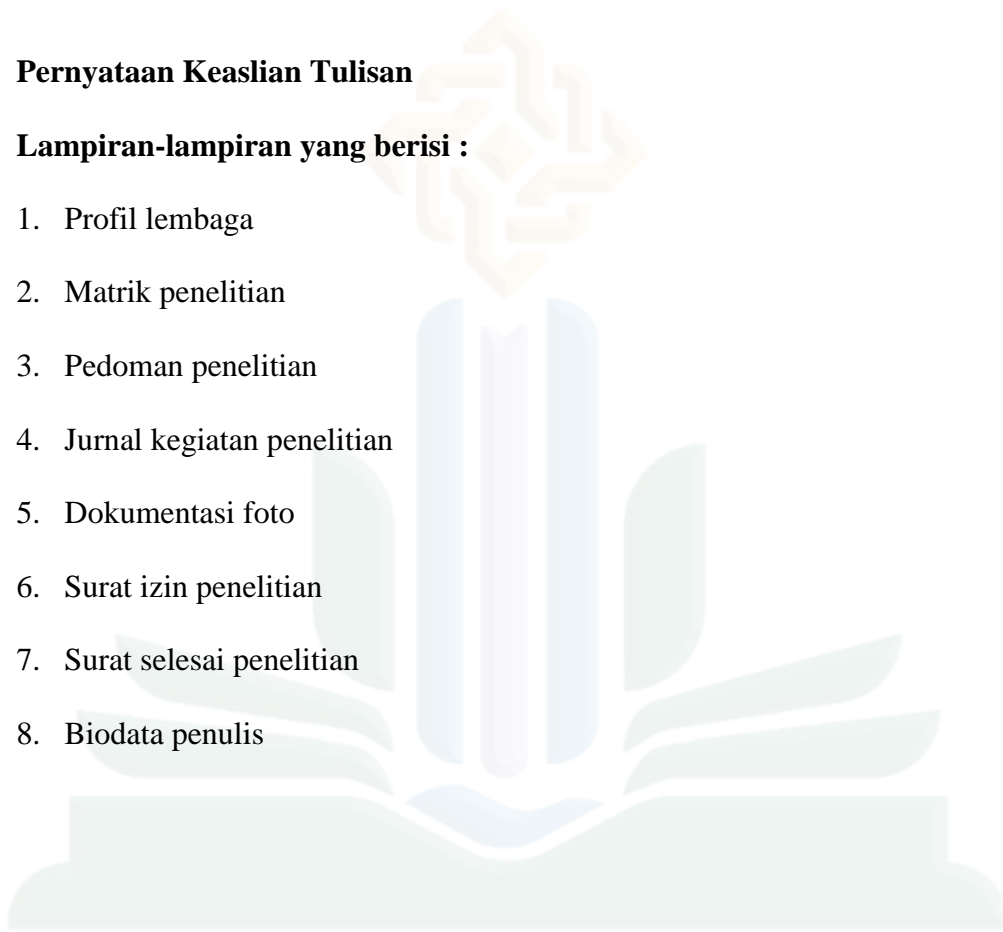 Pernyataan Keaslian Tulisan
Lampiran-lampiran yang berisi :
1. Profil lembaga
2. Matrik penelitian
3. Pedoman penelitian
4. Jurnal kegiatan penelitian
5. Dokumentasi foto
6. Surat izin penelitian
7. Surat selesai penelitian
8. Biodata penulis